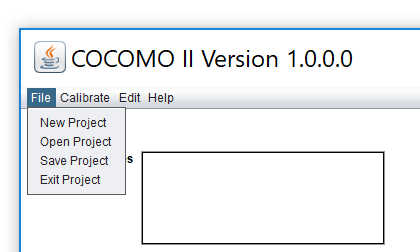 COCOMO II Version 1.0.0.0
File Calibrate Edit Help
New Project
Open Project
Save Project
Exit Project